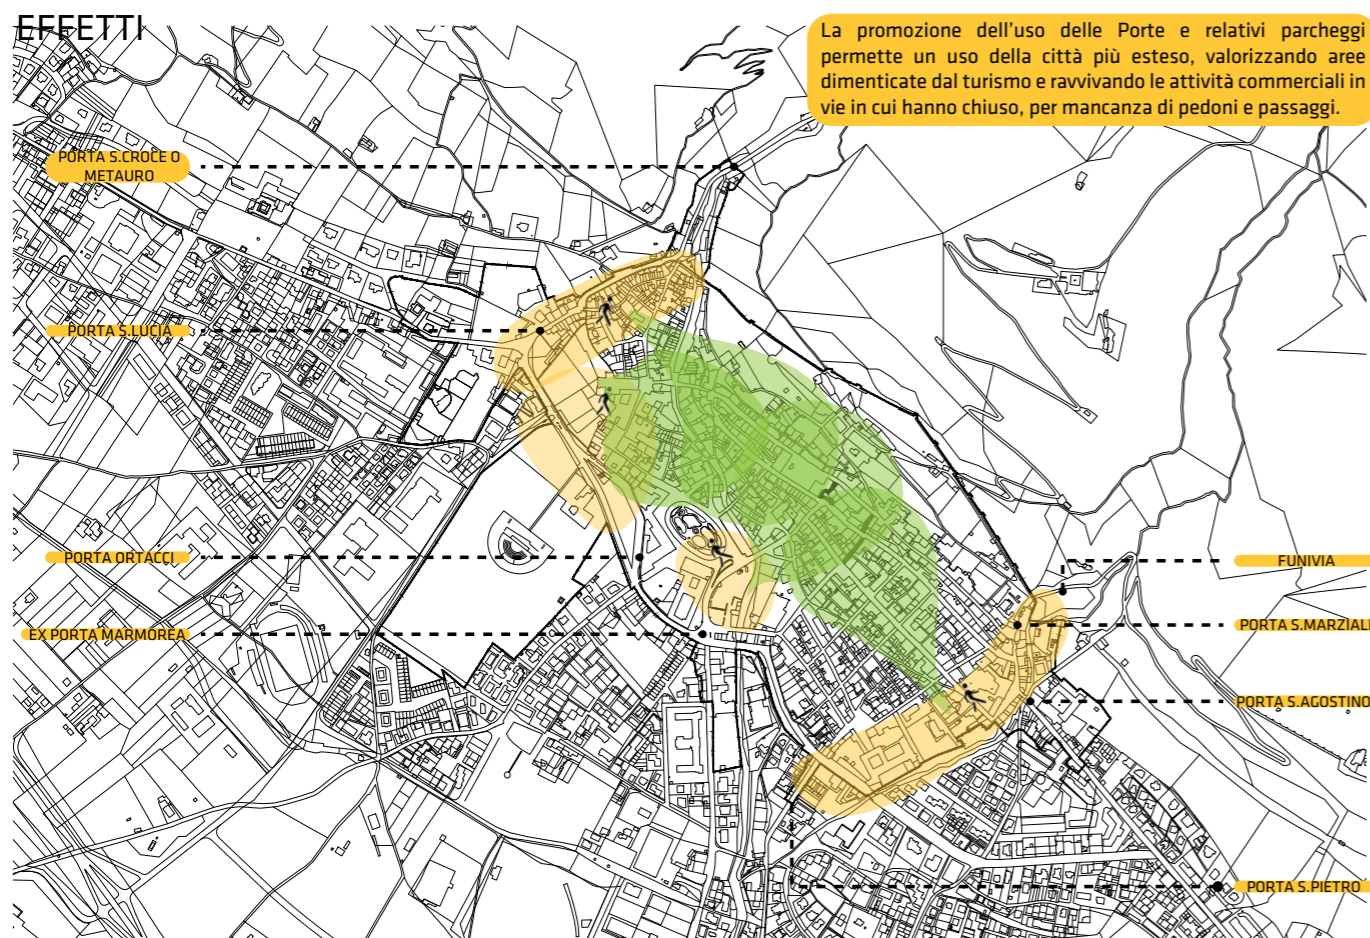 EFFETTI
La promozione dell'uso delle Porte e relativi parcheggi
permette un uso della città più esteso, valorizzando aree
dimenticate dal turismo e ravvivando le attività commerciali in
vie in cui hanno chiuso, per mancanza di pedoni e passaggi.
PORTA S.CROCE O
METAURO
PORTA S.LUCIA
PORTA ORTACCI
EX PORTA MARMOREA
FUNIVIA
PORTA S.MARZIALE
PORTA S.AGOSTINO
PORTA S.PIETRO